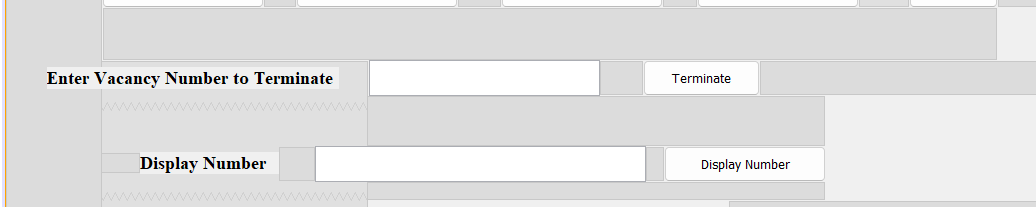 Enter Vacancy Number to Terminate Terminate
Display Number Display Number